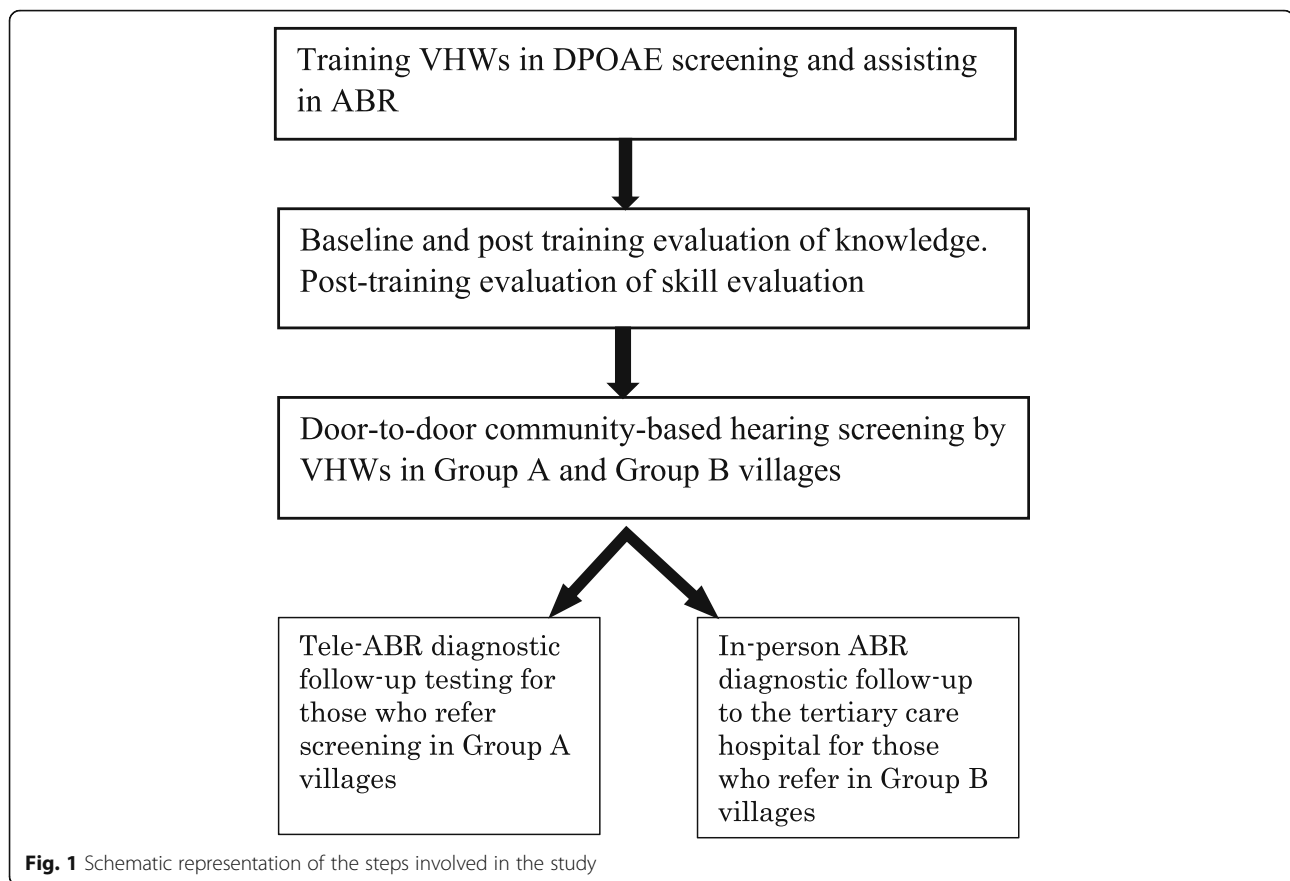 Training VHWs in DPOAE screening and assisting
in ABR
Baseline and post training evaluation of knowledge.
Post-training evaluation of skill evaluation
Door-to-door community-based hearing screening by
VHWs in Group A and Group B villages
Tele-ABR diagnostic
follow-up testing for
those who refer
screening in Group A
villages
In-person ABR
diagnostic follow-up
to the tertiary care
hospital for those
who refer in Group B
villages
Fig. 1 Schematic representation of the steps involved in the study